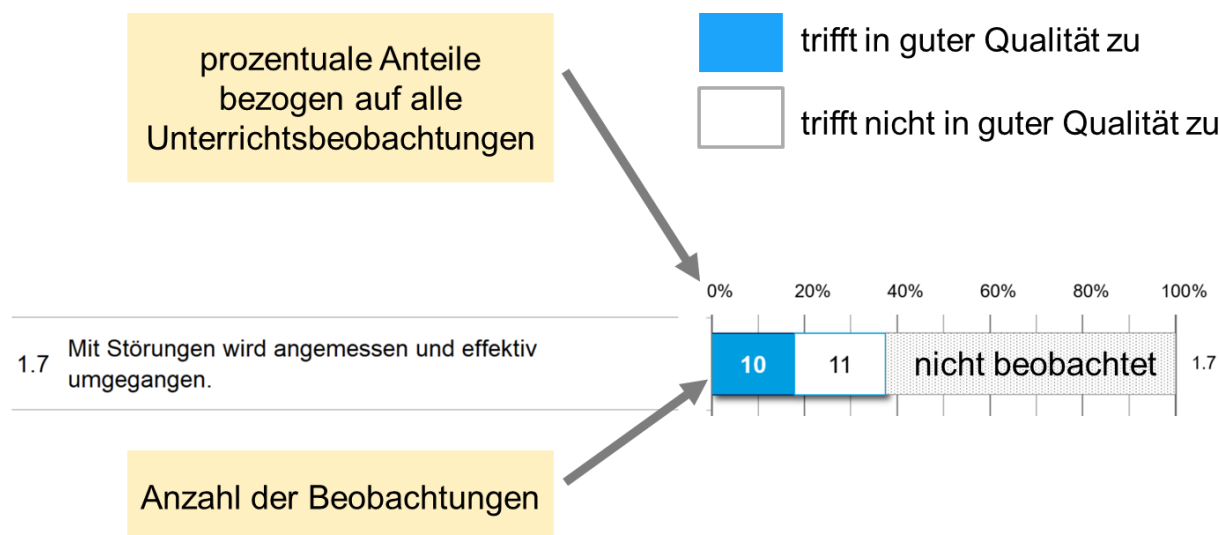 prozentuale Anteile
bezogen auf alle
Unterrichtsbeobachtungen
trifft in guter Qualität zu
trifft nicht in guter Qualität zu
0% 20% 40% 60% 80% 100%
1.7 Mit Störungen wird angemessen und effektiv
umgegangen.
10 11 nicht beobachtet 1.7
Anzahl der Beobachtungen